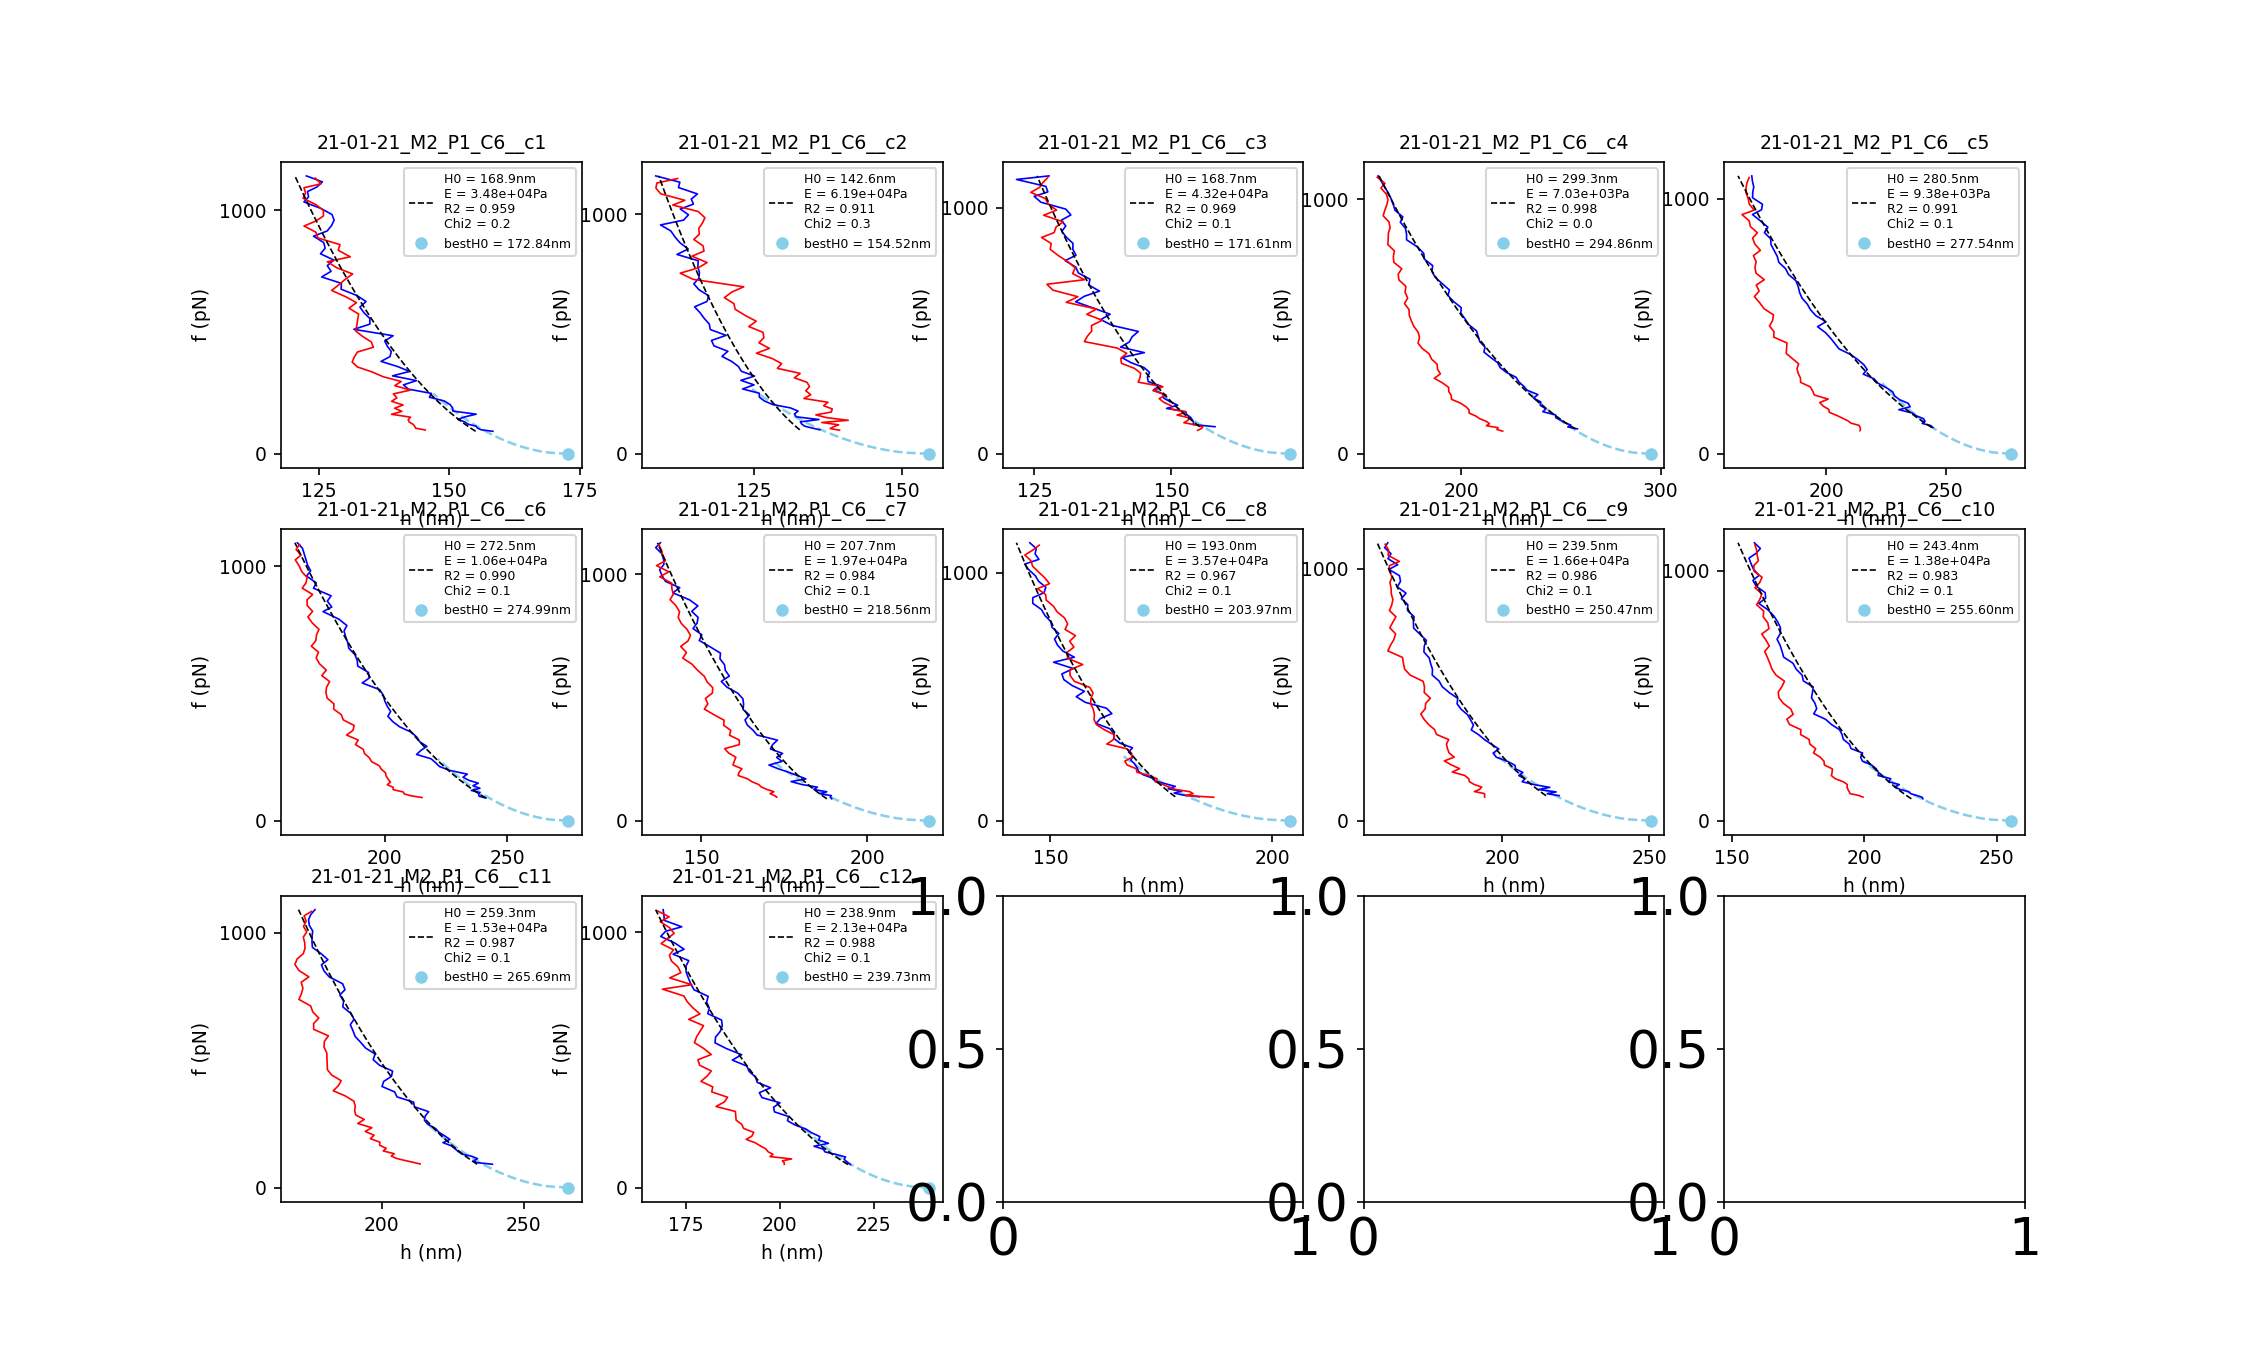 21-01-21_M2_P1_C6__c1
H0 = 168.9nm
E = 3.48e+04Pa
R2 = 0.959
Chi2 = 0.2
bestH0 = 172.84nm
f (pN)
1000
0
125 150 175
h (nm)
21-01-21_M2_P1_C6__c2
H0 = 142.6nm
E = 6.19e+04Pa
R2 = 0.911
Chi2 = 0.3
bestH0 = 154.52nm
f (pN)
1000
0
125 150
h (nm)
21-01-21_M2_P1_C6__c3
H0 = 168.7nm
E = 4.32e+04Pa
R2 = 0.969
Chi2 = 0.1
bestH0 = 171.61nm
f (pN)
1000
0
125 150
h (nm)
21-01-21_M2_P1_C6__c4
H0 = 299.3nm
E = 7.03e+03Pa
R2 = 0.998
Chi2 = 0.0
bestH0 = 294.86nm
f (pN)
1000
0
200 300
h (nm)
21-01-21_M2_P1_C6__c5
H0 = 280.5nm
E = 9.38e+03Pa
R2 = 0.991
Chi2 = 0.1
bestH0 = 277.54nm
f (pN)
1000
0
200 250
h (nm)
21-01-21_M2_P1_C6__c6
H0 = 272.5nm
E = 1.06e+04Pa
R2 = 0.990
Chi2 = 0.1
bestH0 = 274.99nm
f (pN)
1000
0
200 250
h (nm)
21-01-21_M2_P1_C6__c7
H0 = 207.7nm
E = 1.97e+04Pa
R2 = 0.984
Chi2 = 0.1
bestH0 = 218.56nm
f (pN)
1000
0
150 200
h (nm)
21-01-21_M2_P1_C6__c8
H0 = 193.0nm
E = 3.57e+04Pa
R2 = 0.967
Chi2 = 0.1
bestH0 = 203.97nm
f (pN)
1000
0
150 200
h (nm)
21-01-21_M2_P1_C6__c9
H0 = 239.5nm
E = 1.66e+04Pa
R2 = 0.986
Chi2 = 0.1
bestH0 = 250.47nm
f (pN)
1000
0
200 250
h (nm)
21-01-21_M2_P1_C6__c10
H0 = 243.4nm
E = 1.38e+04Pa
R2 = 0.983
Chi2 = 0.1
bestH0 = 255.60nm
f (pN)
1000
0
150 200 250
h (nm)
21-01-21_M2_P1_C6__c11
H0 = 259.3nm
E = 1.53e+04Pa
R2 = 0.987
Chi2 = 0.1
bestH0 = 265.69nm
f (pN)
1000
0
200 250
h (nm)
21-01-21_M2_P1_C6__c12
H0 = 238.9nm
E = 2.13e+04Pa
R2 = 0.988
Chi2 = 0.1
bestH0 = 239.73nm
f (pN)
1000
0
175 200 225
h (nm)
1.0
0.5
0.0
0 1
1.0
0.5
0.0
0 1
1.0
0.5
0.0
0 1